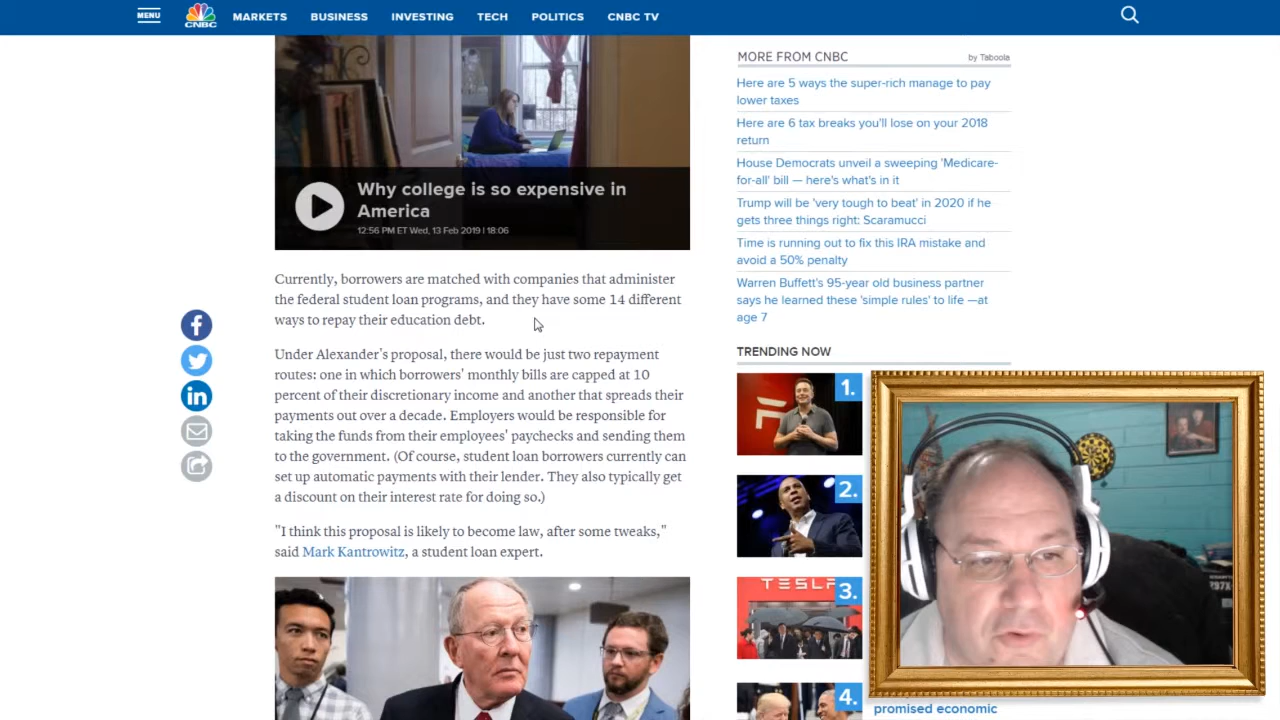 MENU
CNBC
MARKETS
BUSINESS
INVESTING
TECH
POLITICS
CNBC TV
Why college is so expensive in
America
12:56 PM ET Wed, 13 Feb 2019 | 18:06
Currently, borrowers are matched with companies that administer
the federal student loan programs, and they have some 14 different
ways to repay their education debt.
Under Alexander's proposal, there would be just two repayment
routes: one in which borrowers' monthly bills are capped at 10
percent of their discretionary income and another that spreads their
payments out over a decade. Employers would be responsible for
taking the funds from their employees' paychecks and sending them
to the government. (Of course, student loan borrowers currently can
set up automatic payments with their lender. They also typically get
a discount on their interest rate for doing so.)
"I think this proposal is likely to become law, after some tweaks,"
said Mark Kantrowitz, a student loan expert.
MORE FROM CNBC
by Taboola
Here are 5 ways the super-rich manage to pay
lower taxes
Here are 6 tax breaks you'll lose on your 2018
return
House Democrats unveil a sweeping 'Medicare-
for-all' bill — here's what's in it
Trump will be 'very tough to beat' in 2020 if he
gets three things right: Scaramucci
Time is running out to fix this IRA mistake and
avoid a 50% penalty
Warren Buffett's 95-year old business partner
says he learned these 'simple rules' to life —at
age 7
TRENDING NOW
1.
2.
TESLA
3.
4.
promised economic